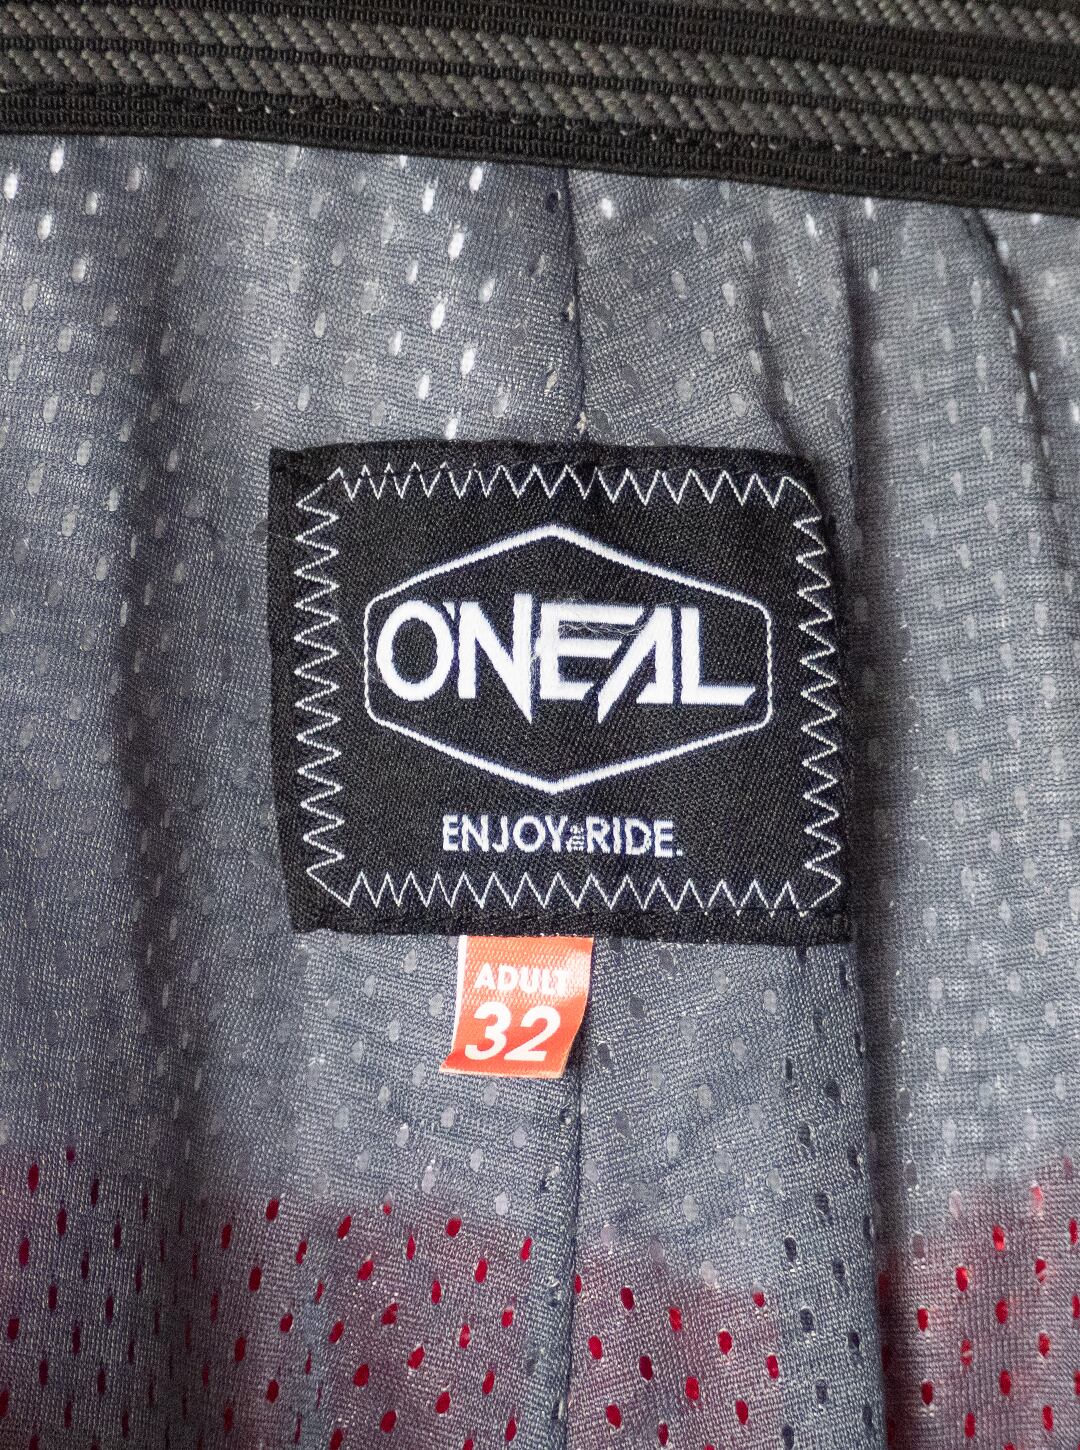 O'NEAL
ENJOY the RIDE.
ADULT
32